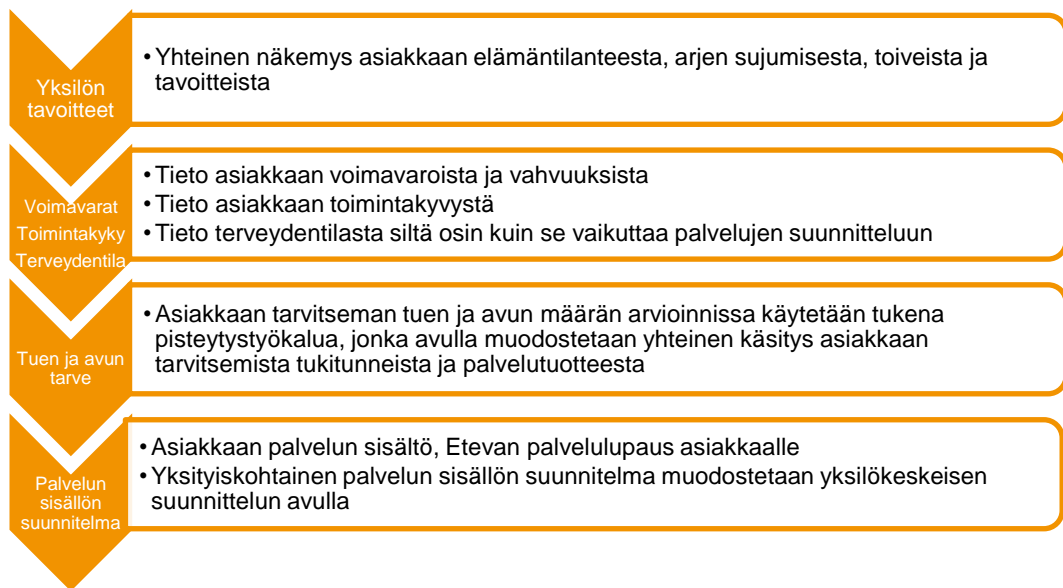 Yksilön
tavoitteet
• Yhteinen näkemys asiakkaan elämäntilanteesta, arjen sujumisesta, toiveista ja
tavoitteista
Voimavarat
Toimintakyky
Terveydentila
• Tieto asiakkaan voimavaroista ja vahvuuksista
• Tieto asiakkaan toimintakyvystä
• Tieto terveydentilasta siltä osin kuin se vaikuttaa palvelujen suunnitteluun
Tuen ja avun
tarve
• Asiakkaan tarvitseman tuen ja avun määrän arvioinnissa käytetään tukena
pisteytystyökalua, jonka avulla muodostetaan yhteinen käsitys asiakkaan
tarvitsemista tukitunneista ja palvelutuotteesta
Palvelun
sisällön
suunnitelma
• Asiakkaan palvelun sisältö, Etevan palvelulupaus asiakkaalle
• Yksityiskohtainen palvelun sisällön suunnitelma muodostetaan yksilökeskeisen
suunnittelun avulla